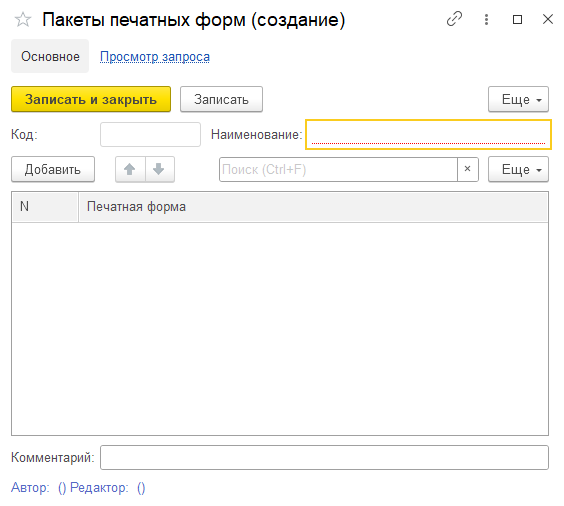 Пакеты печатных форм (создание)
Основное Просмотр запроса
Записать и закрыть Записать Еще
Код: Наименование:
Добавить Поиск (Ctrl+F) × Еще
N Печатная форма
Комментарий:
Автор: () Редактор: ()